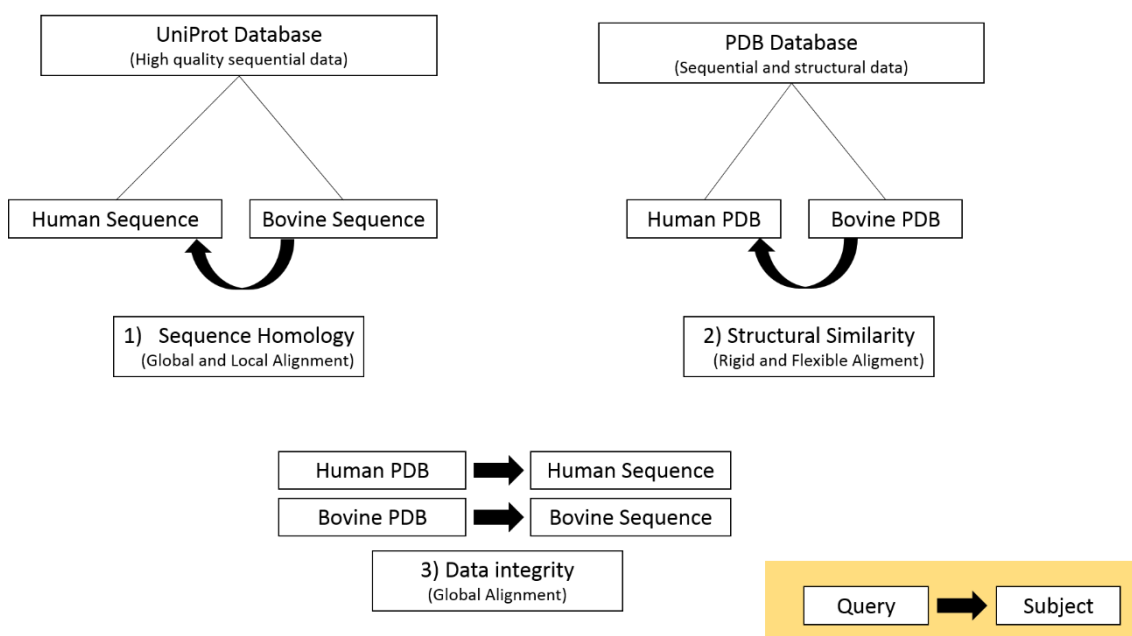 UniProt Database
(High quality sequential data)
PDB Database
(Sequential and structural data)
Human Sequence
Bovine Sequence
Human PDB
Bovine PDB
1) Sequence Homology
(Global and Local Alignment)
2) Structural Similarity
(Rigid and Flexible Aligment)
Human PDB
Human Sequence
Bovine PDB
Bovine Sequence
3) Data integrity
(Global Alignment)
Query
Subject